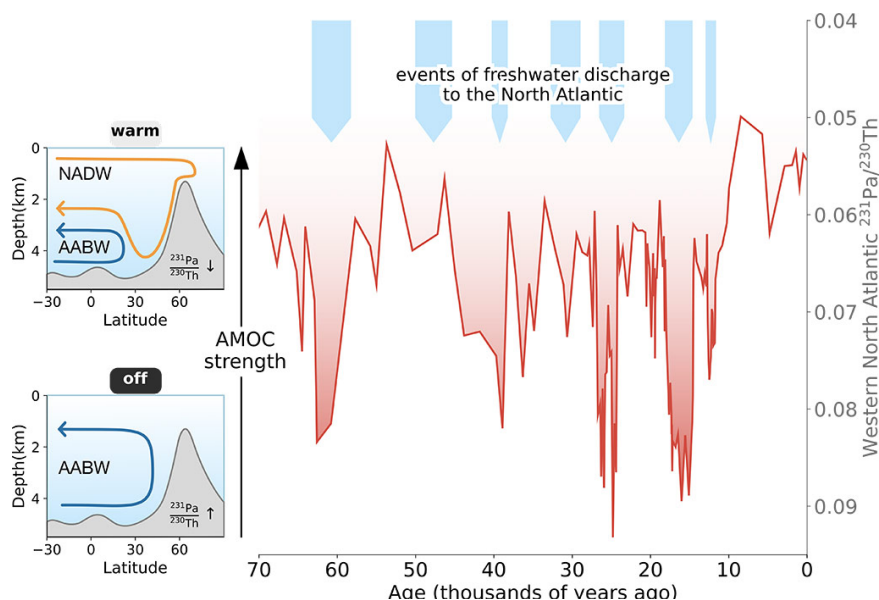 events of freshwater discharge
to the North Atlantic
warm
Depth(km)
0
2
4
NADW
AABW
231Pa
230Th ↓
−30
0
30
60
Latitude
off
Depth(km)
0
2
4
AABW
231Pa
230Th ↑
−30
0
30
60
Latitude
AMOC
strength
0.04
0.05
0.06
0.07
0.08
0.09
Western North Atlantic 231Pa/230Th
70
60
50
40
30
20
10
0
Age (thousands of years ago)